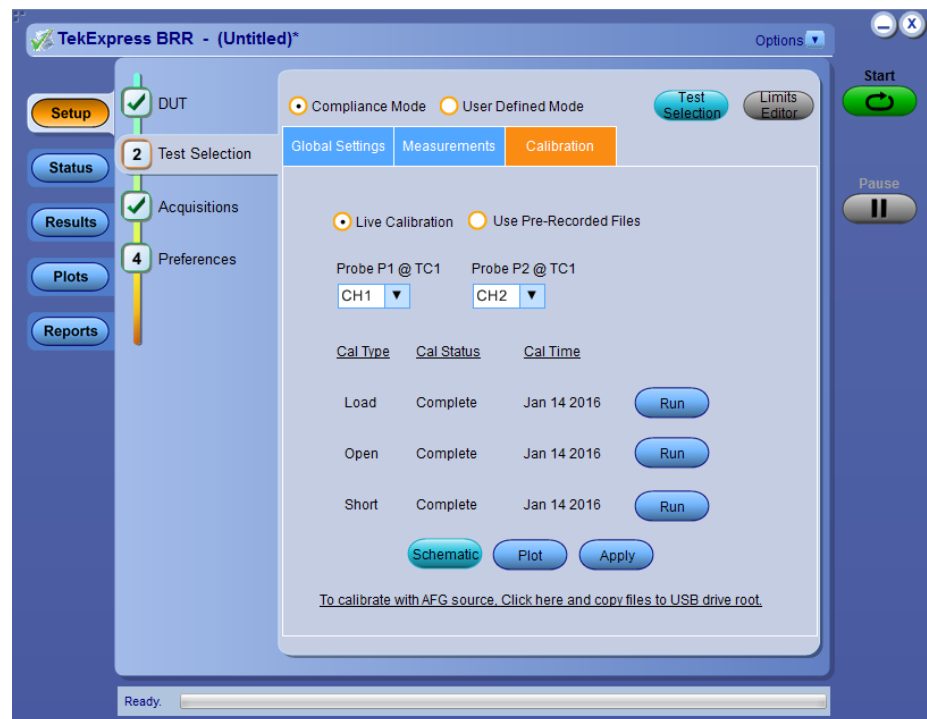 TekExpress BRR - (Untitled)*
Options
x
Start
Pause
Setup
Status
Results
Plots
Reports
DUT
2 Test Selection
Acquisitions
4 Preferences
Compliance Mode User Defined Mode
Test Selection
Limits Editor
Global Settings Measurements Calibration
Live Calibration Use Pre-Recorded Files
Probe P1 @ TC1 Probe P2 @ TC1
CH1 CH2
Cal Type Cal Status Cal Time
Load Complete Jan 14 2016 Run
Open Complete Jan 14 2016 Run
Short Complete Jan 14 2016 Run
Schematic Plot Apply
To calibrate with AFG source, Click here and copy files to USB drive root.
Ready.